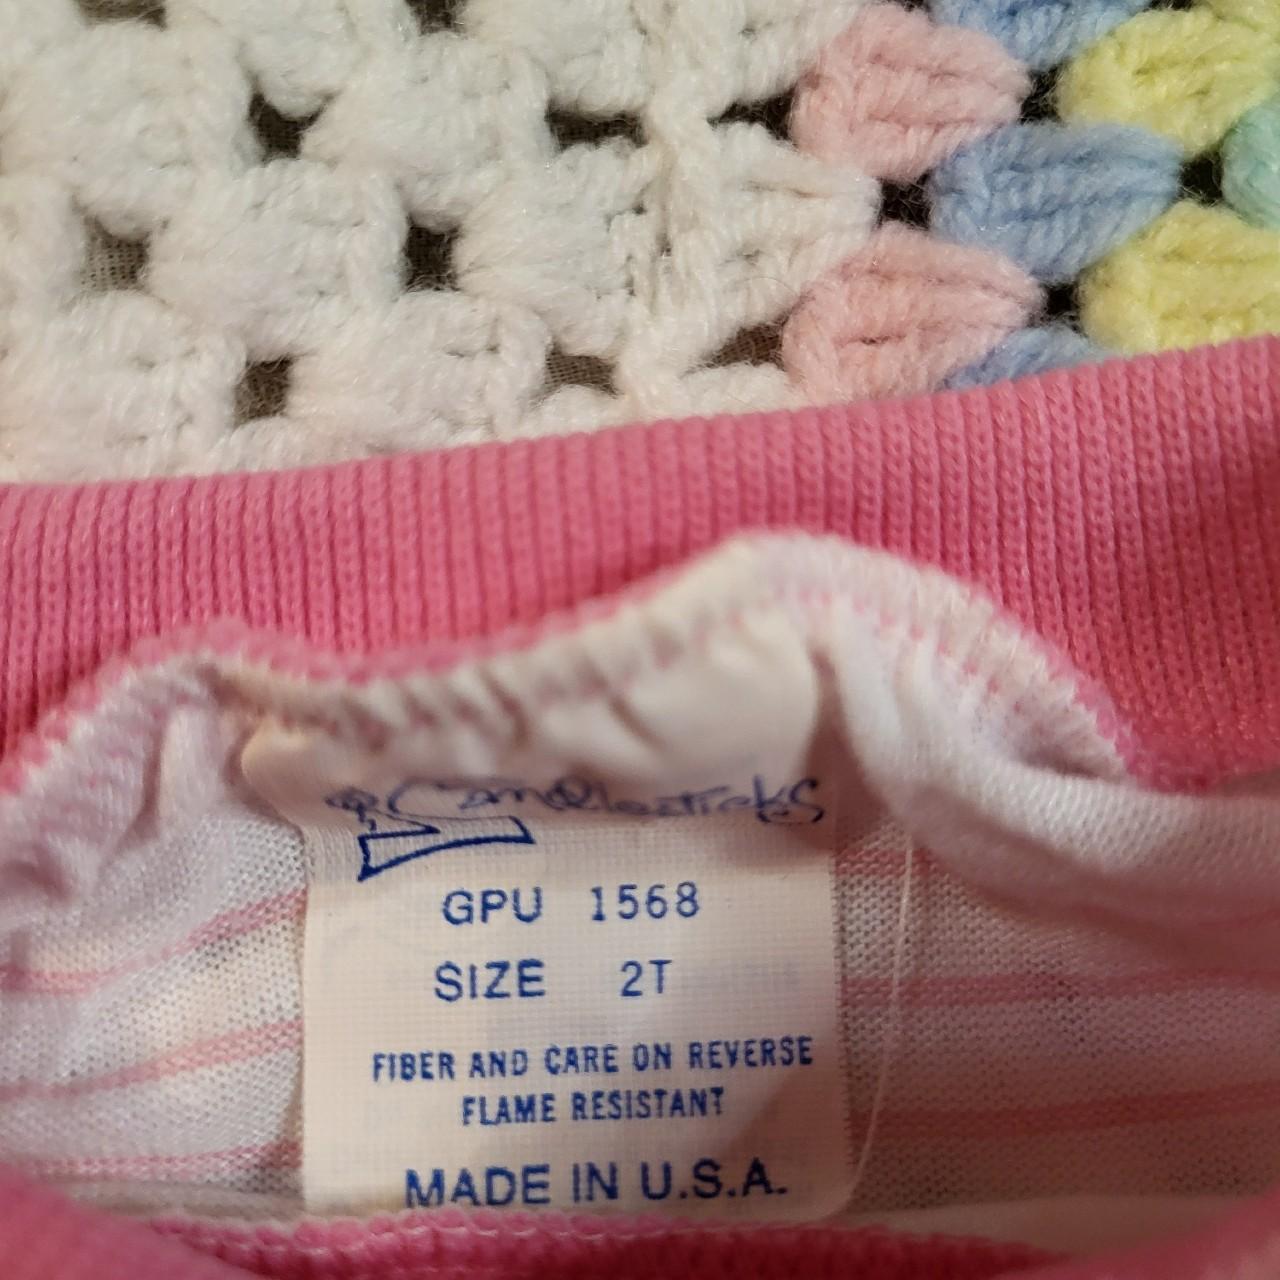 Candlesticks
GPU 1568
SIZE 2T
FIBER AND CARE ON REVERSE
FLAME RESISTANT
MADE IN U.S.A.